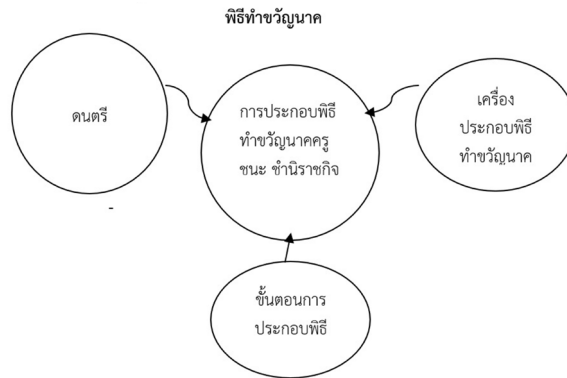 พิธีทำขวัญนาค
ดนตรี
การประกอบพิธี
ทำขวัญนาคครู
ชนะ ชำนิราชกิจ
เครื่อง
ประกอบพิธี
ทำขวัญนาค
-
ขั้นตอนการ
ประกอบพิธี